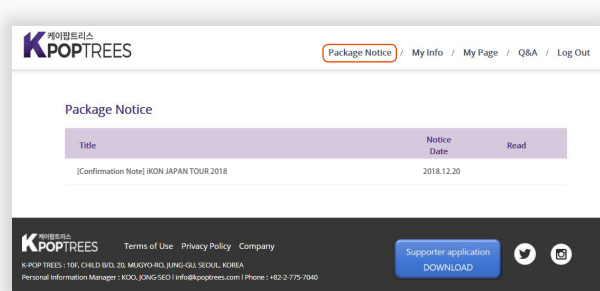 케이팝트리스
KPOPTREES
Package Notice / My Info / My Page / Q&A / Log Out
Package Notice
Title Notice Date Read
[Confirmation Note] iKON JAPAN TOUR 2018 2018.12.20
케이팝트리스
KPOPTREES
Terms of Use Privacy Policy Company
K-POP TREES : 10F, CHILD B/D, 20, MUGYO-RO, JUNG-GU, SEOUL, KOREA
Personal Information Manager : KOO, JONG-SEO l info@kpoptrees.com l Phone : +82-2-775-7040
Supporter application
DOWNLOAD